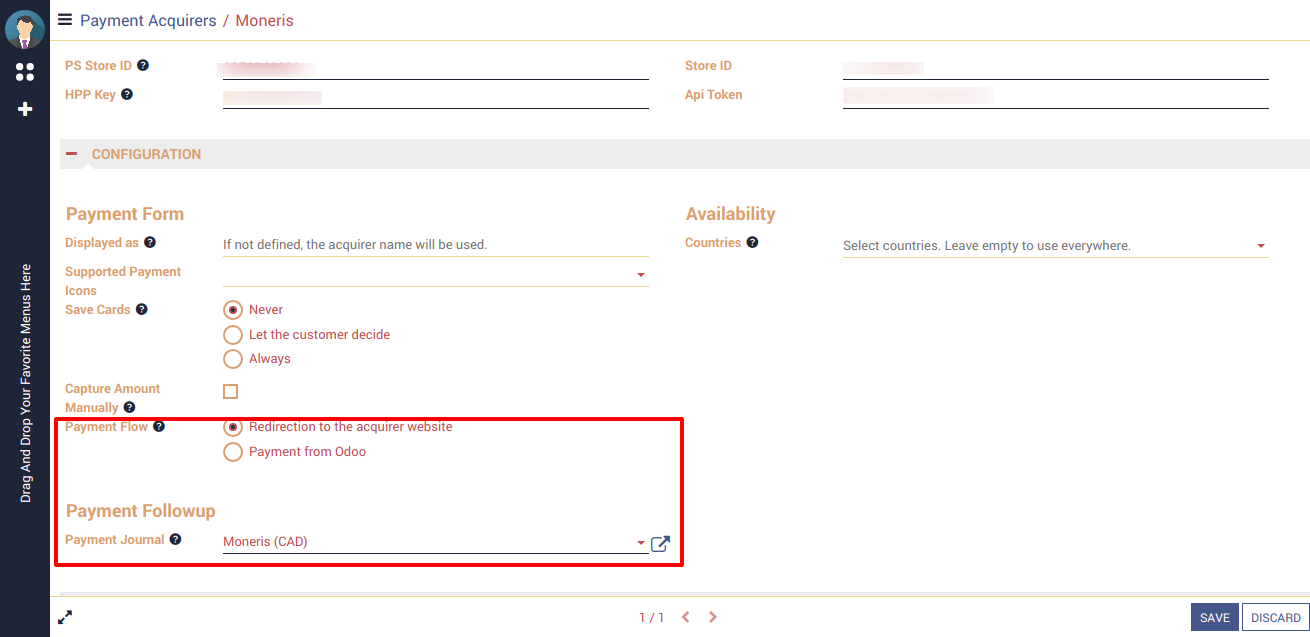 Payment Acquirers / Moneris
PS Store ID ?
Store ID
HPP Key ?
Api Token
CONFIGURATION
Payment Form
Availability
Displayed as ? If not defined, the acquirer name will be used.
Countries ? Select countries. Leave empty to use everywhere.
Supported Payment
Icons
Save Cards ? Never
Let the customer decide
Always
Capture Amount
Manually ?
Payment Flow ? Redirection to the acquirer website
Payment from Odoo
Payment Followup
Payment Journal ? Moneris (CAD)
Drag And Drop Your Favorite Menus Here
1 / 1
SAVE DISCARD